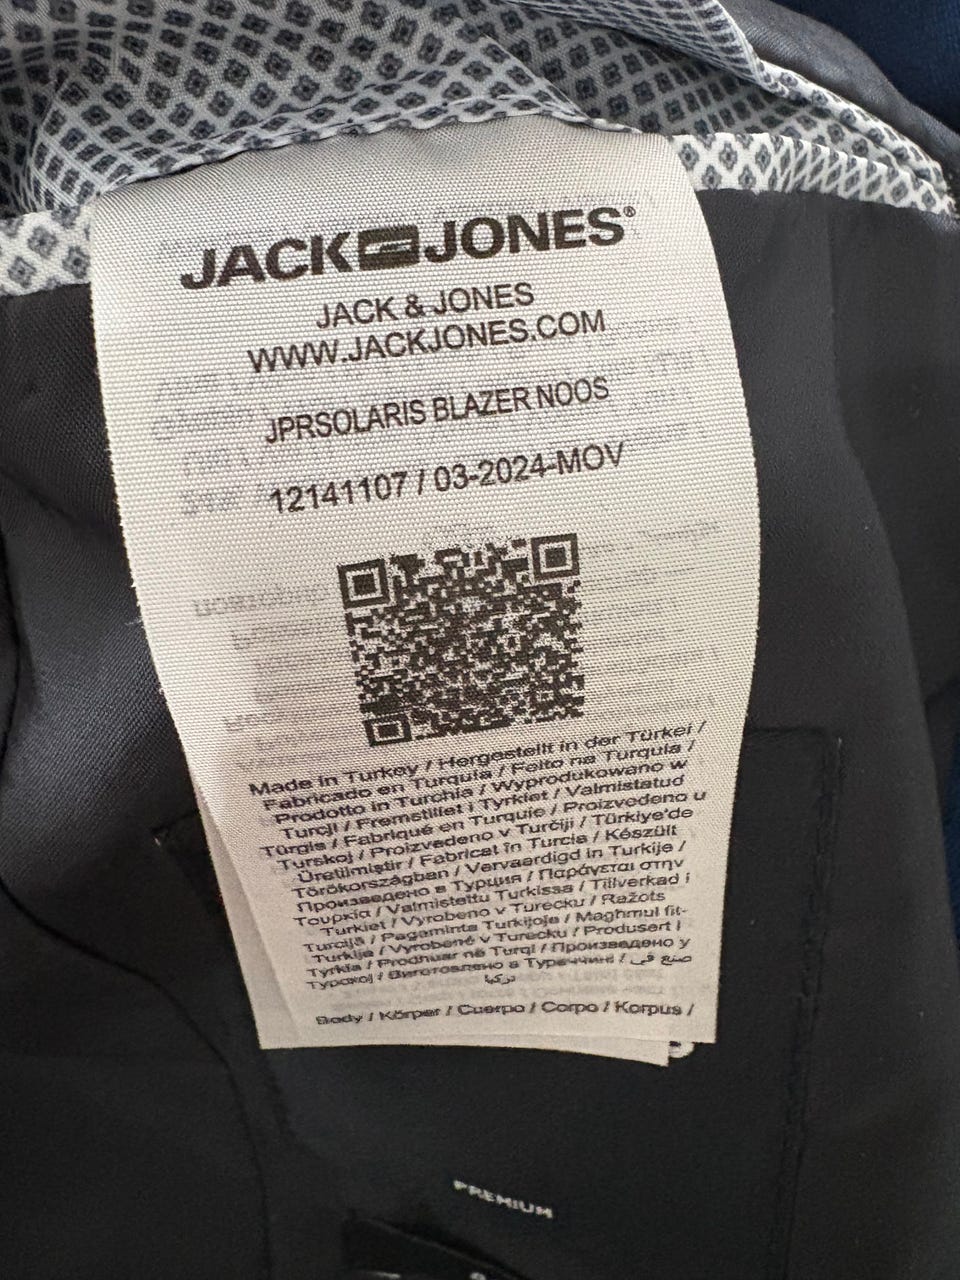 JACK JONES®
JACK & JONES
WWW.JACKJONES.COM
JPRSOLARIS BLAZER NOOS
12141107 / 03-2024-MOV
Made in Turkey / Hergestellt in der Türkei /
Fabricado en Turquía / Feito na Turquia /
Prodotto in Turchia / Wyprodukowano w
Turcji / Fremstillet i Tyrkiet / Valmistatud
Türgis / Fabriqué en Turquie / Proizvedeno u
Turskoj / Proizvedeno v Turčiji / Türkiye'de
Üretilmiştir / Fabricat în Turcia / Készült
Törökországban / Vervaardigd in Turkije /
Произведено в Турция / Παράγεται στην
Τουρκία / Valmistettu Turkissa / Tillverkad i
Turkiet / Vyrobeno v Turecku / Ražots
Turcijā / Pagaminta Turkijoje / Magħmul fit-
Turkija / Vyrobené v Turecku / Produsert i
Tyrkia / Prodhuar në Turqi / Произведено у
Турској / Виготовлено в Туреччині / صنع في
تركيا
Body / Körper / Cuerpo / Corpo / Korpus /
PREMIUM